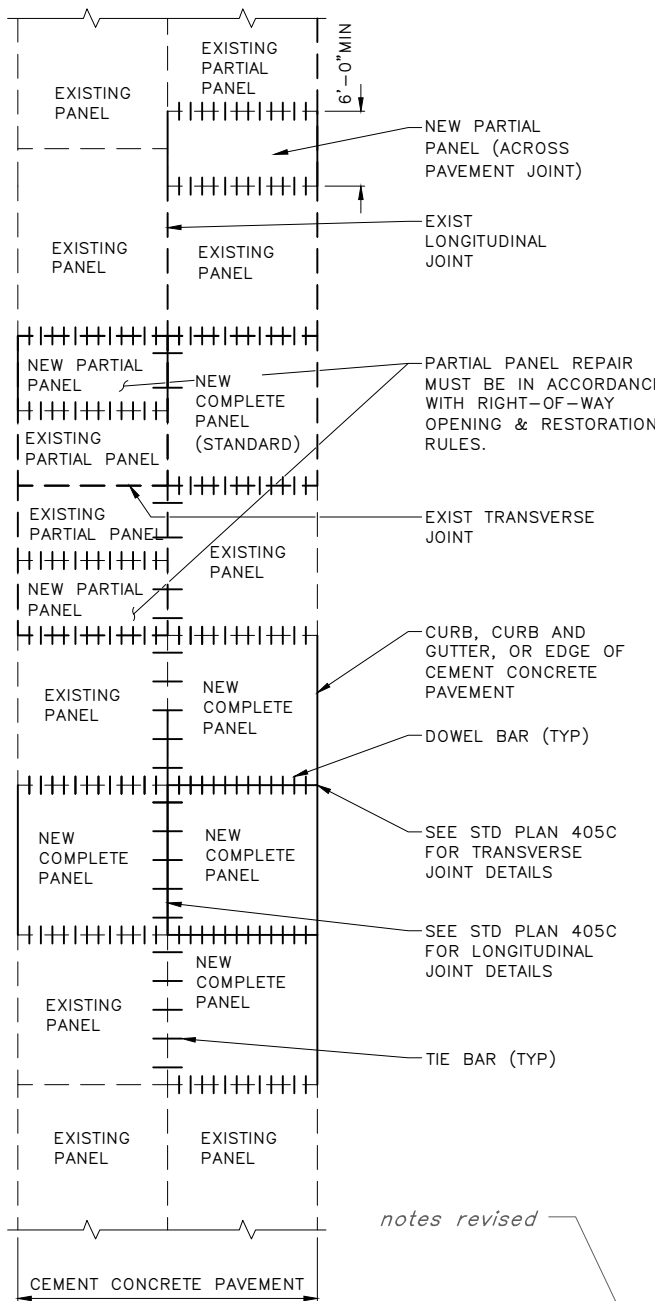 EXISTING
PARTIAL
PANEL
EXISTING
PANEL
6'-0"MIN
NEW PARTIAL
PANEL (ACROSS
PAVEMENT JOINT)
EXIST
LONGITUDINAL
JOINT
EXISTING
PANEL
EXISTING
PANEL
NEW PARTIAL
PANEL
NEW
COMPLETE
PANEL
(STANDARD)
PARTIAL PANEL REPAIR
MUST BE IN ACCORDANCE
WITH RIGHT-OF-WAY
OPENING & RESTORATION
RULES.
EXISTING
PARTIAL PANEL
EXISTING
PARTIAL PANEL
EXIST TRANSVERSE
JOINT
EXISTING
PANEL
NEW PARTIAL
PANEL
CURB, CURB AND
GUTTER, OR EDGE OF
CEMENT CONCRETE
PAVEMENT
EXISTING
PANEL
NEW
COMPLETE
PANEL
DOWEL BAR (TYP)
NEW
COMPLETE
PANEL
NEW
COMPLETE
PANEL
SEE STD PLAN 405C
FOR TRANSVERSE
JOINT DETAILS
SEE STD PLAN 405C
FOR LONGITUDINAL
JOINT DETAILS
NEW
COMPLETE
PANEL
EXISTING
PANEL
TIE BAR (TYP)
EXISTING
PANEL
EXISTING
PANEL
notes revised
CEMENT CONCRETE PAVEMENT